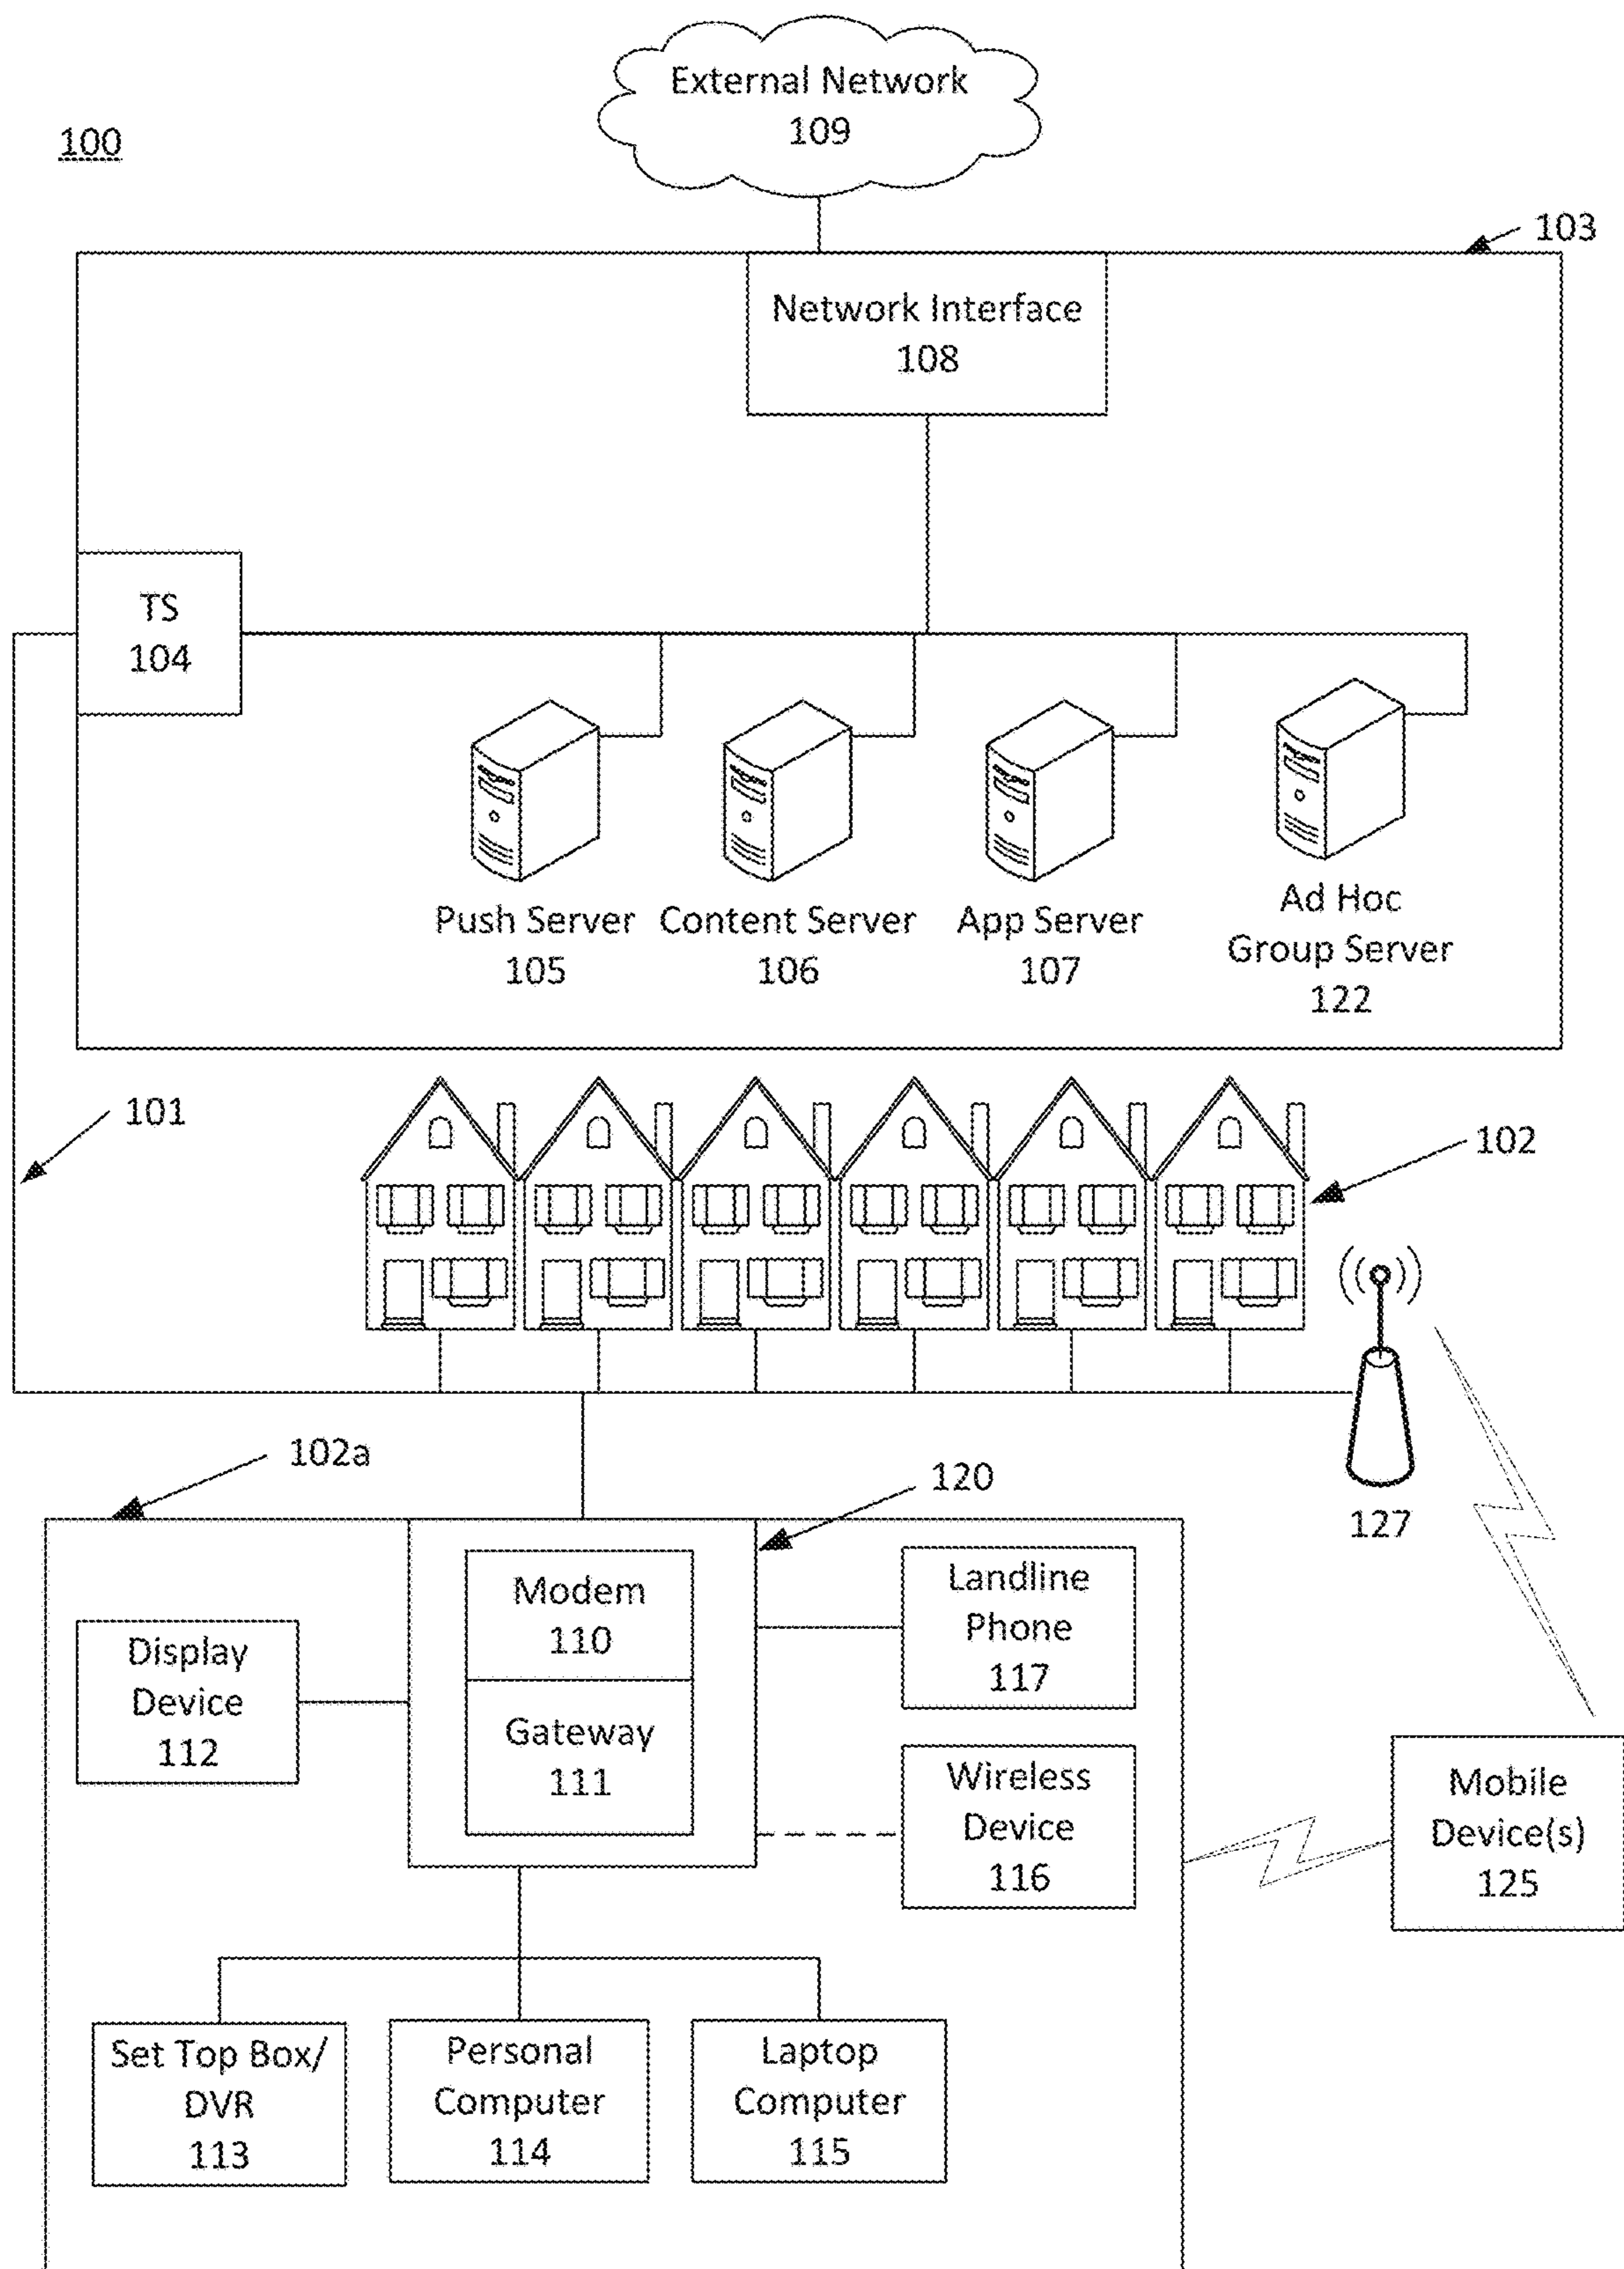 External Network
109
100
103
Network Interface
108
TS
104
Push Server
105
Content Server
106
App Server
107
Ad Hoc
Group Server
122
101
102
127
102a
120
Modem
110
Gateway
111
Landline
Phone
117
Display
Device
112
Wireless
Device
116
Mobile
Device(s)
125
Set Top Box/
DVR
113
Personal
Computer
114
Laptop
Computer
115